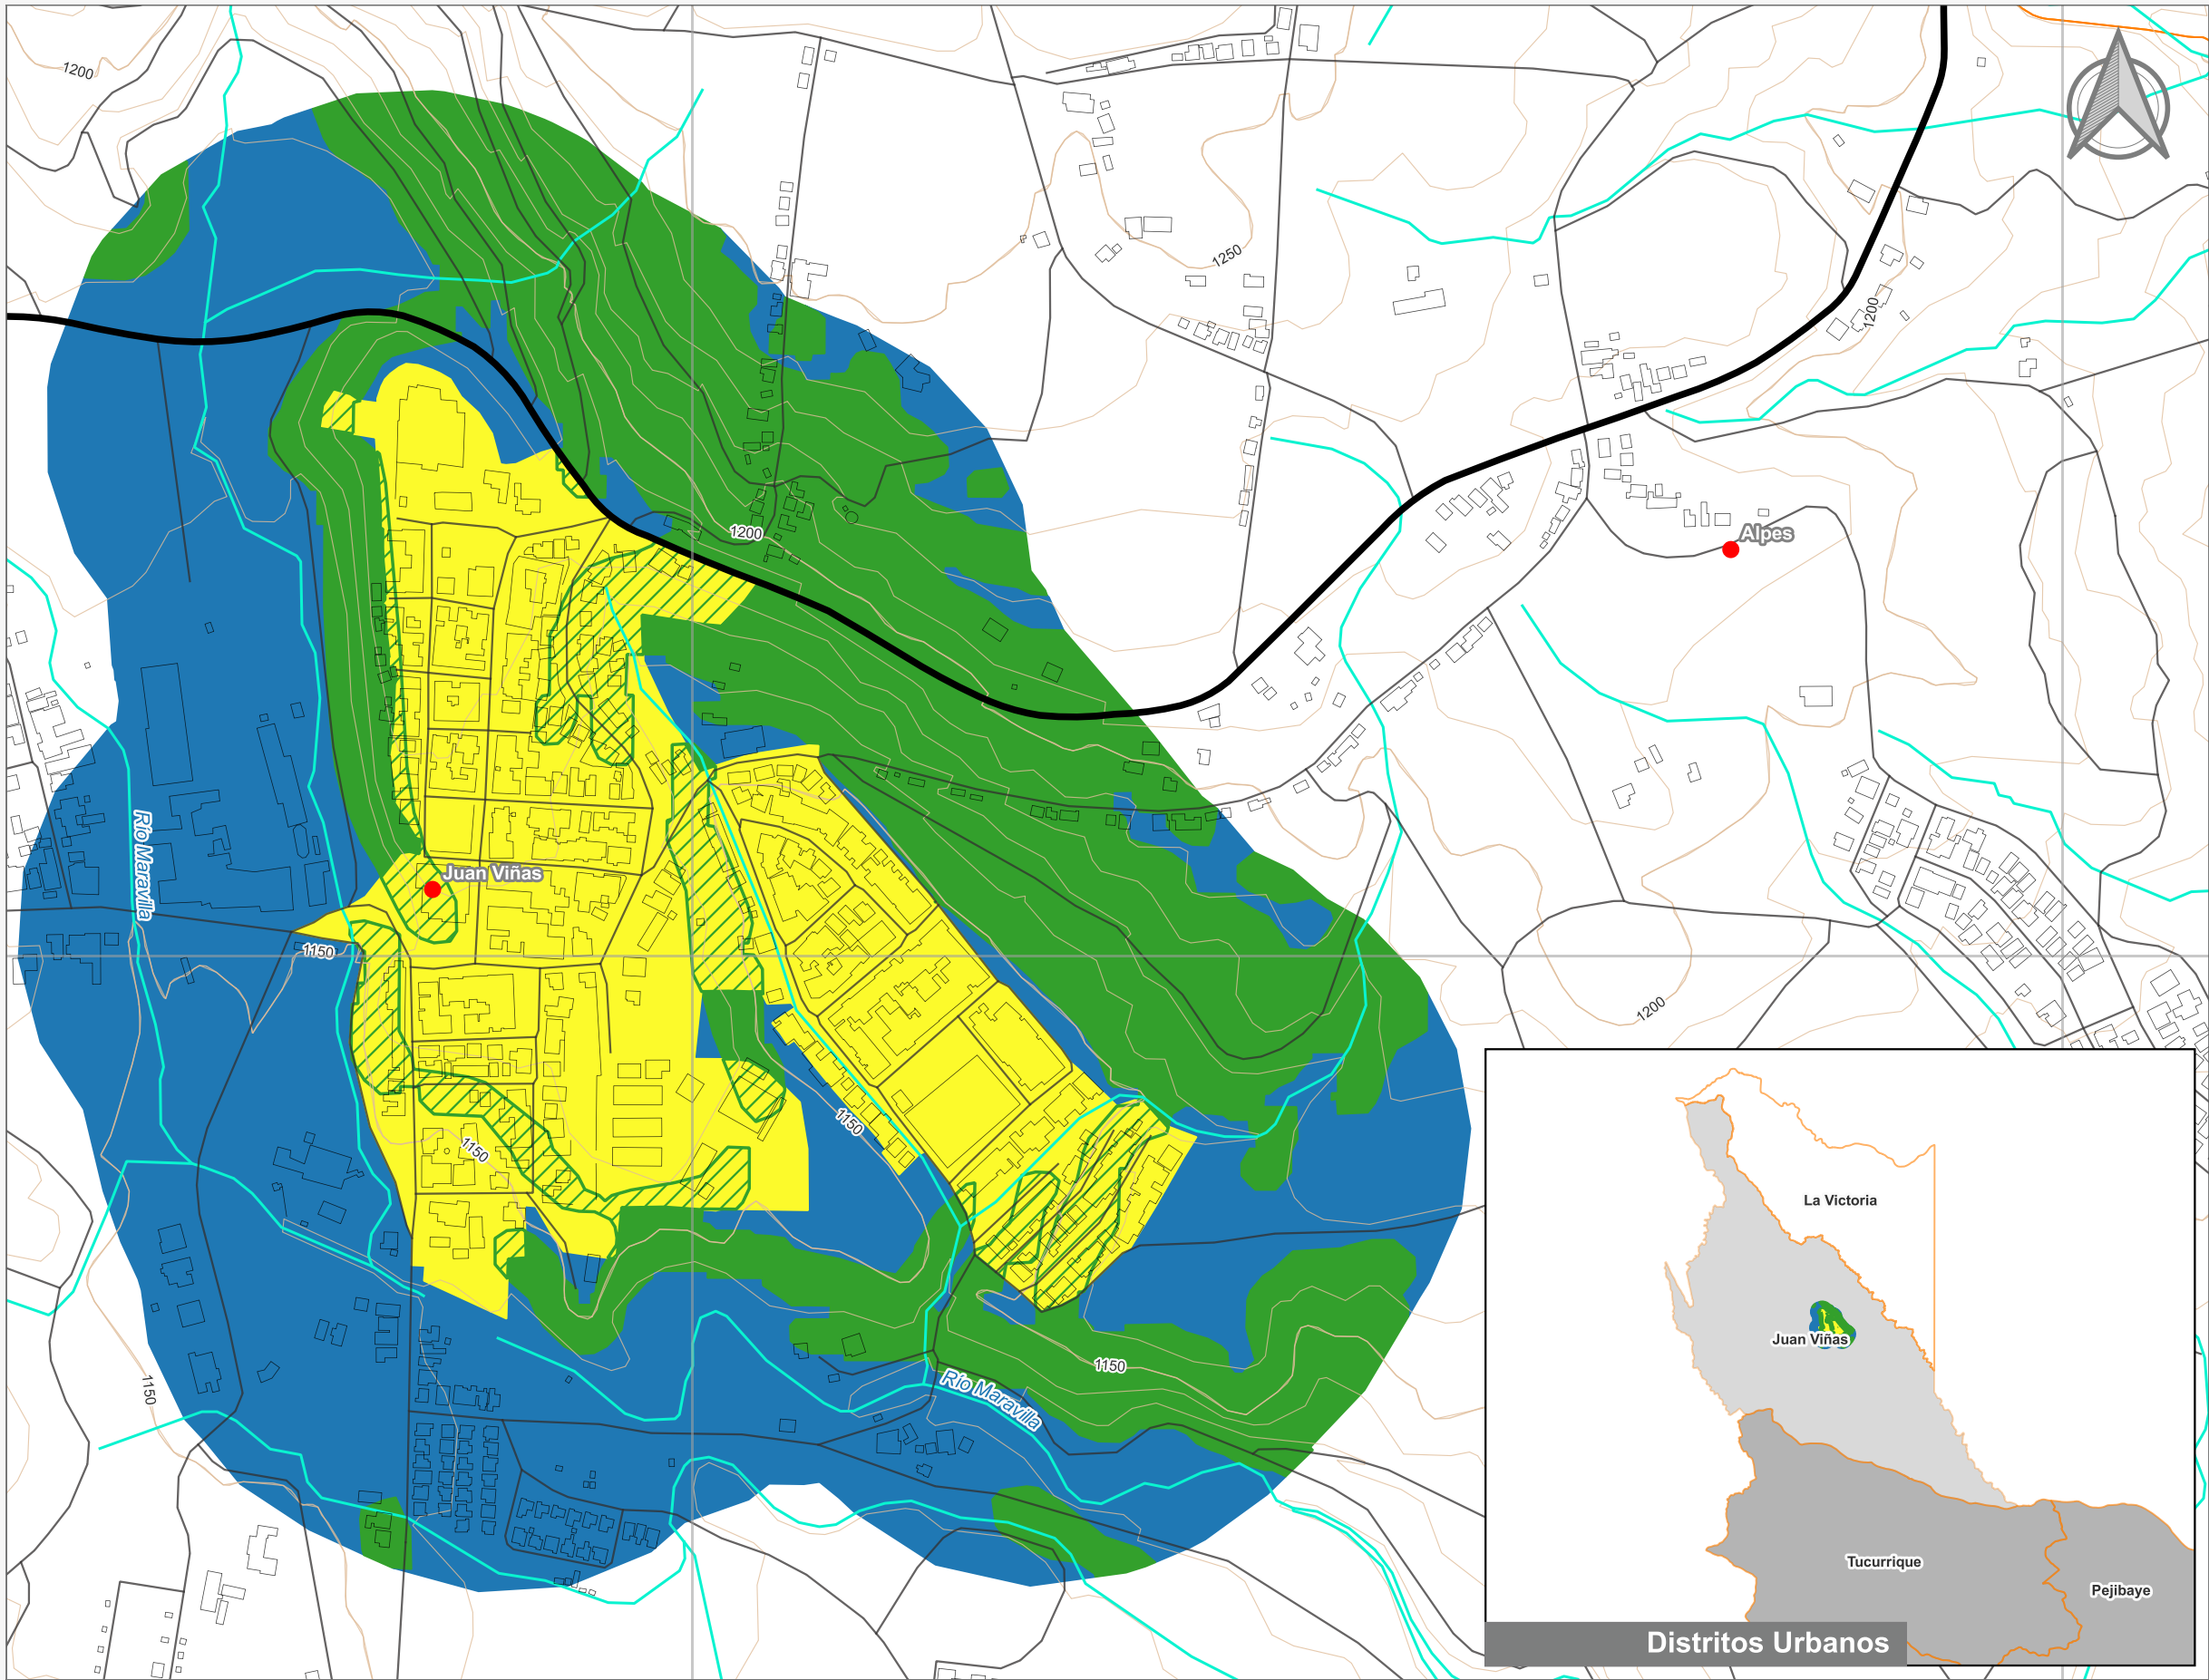 1200
1250
1200
1200
Alpes
Río Maravilla
Juan Viñas
1150
1200
1150
1150
1150
1150
Río Maravilla
La Victoria
Juan Viñas
Tucurrique
Pejibaye
Distritos Urbanos